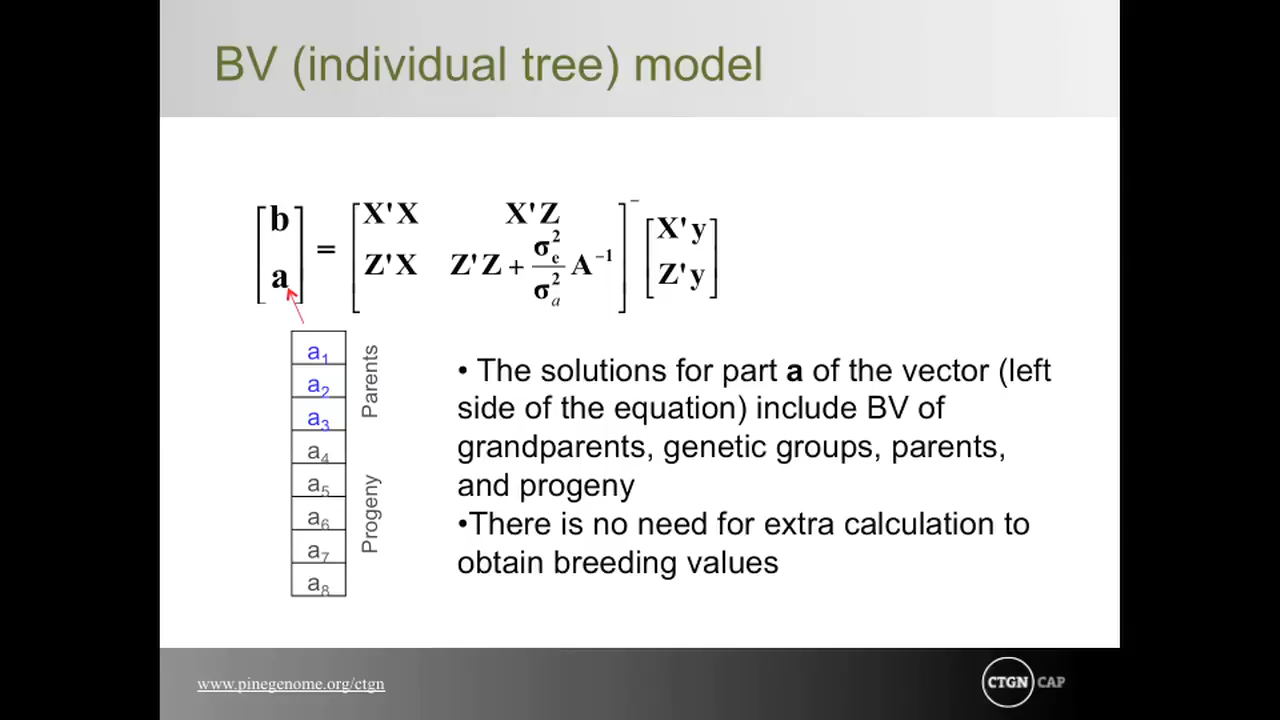 BV (individual tree) model
[b] = [X'X X'Z]⁻ [X'y]
[a] [Z'X Z'Z + σ²e/σ²a A⁻¹] [Z'y]
a₁
a₂
a₃
a₄
a₅
a₆
a₇
a₈
Parents
Progeny
• The solutions for part a of the vector (left
side of the equation) include BV of
grandparents, genetic groups, parents,
and progeny
•There is no need for extra calculation to
obtain breeding values
www.pinegenome.org/ctgn
CTGN CAP